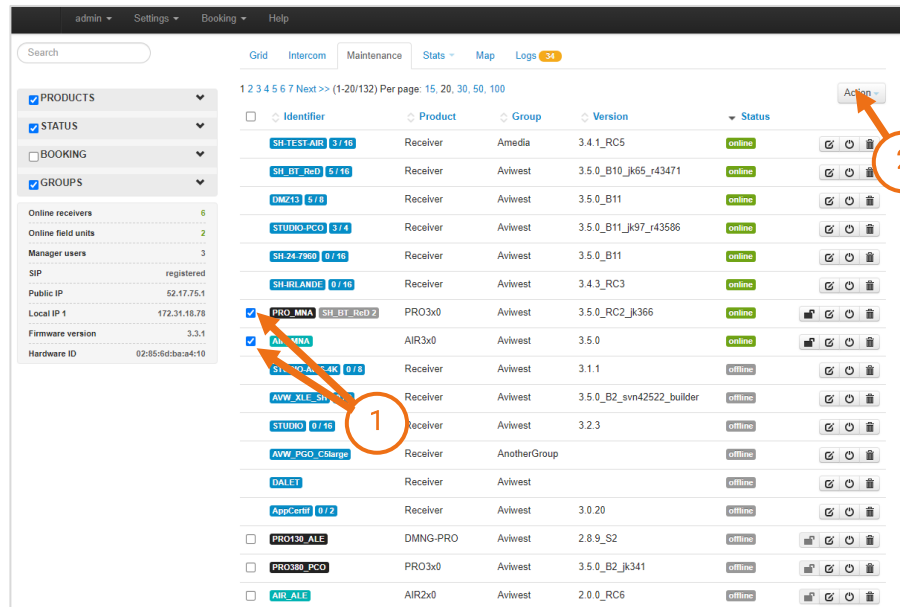 admin Settings Booking Help
Search
Grid Intercom Maintenance Stats Map Logs 34
1 2 3 4 5 6 7 Next >> (1-20/132) Per page: 15, 20, 30, 50, 100
Action
PRODUCTS
STATUS
BOOKING
GROUPS
Online receivers 6
Online field units 2
Manager users 3
SIP registered
Public IP 52.17.75.1
Local IP 1 172.31.18.78
Firmware version 3.3.1
Hardware ID 02:85:6d:ba:a4:10
Identifier Product Group Version Status
SH-TEST-AIR 3 / 16 Receiver Amedia 3.4.1_RC5 online
SH_BT_ReD 5 / 16 Receiver Aviwest 3.5.0_B10_jk65_r43471 online
DMZ13 5 / 8 Receiver Aviwest 3.5.0_B11 online
STUDIO-PCO 3 / 4 Receiver Aviwest 3.5.0_B11_jk97_r43586 online
SH-24-7960 0 / 16 Receiver Aviwest 3.5.0_B11 online
SH-IRLANDE 0 / 16 Receiver Aviwest 3.4.3_RC3 online
PRO_MNA SH_BT_ReD 2 PRO3x0 Aviwest 3.5.0_RC2_jk366 online
AIR_MNA AIR3x0 Aviwest 3.5.0 online
0 / 8 Receiver Aviwest 3.1.1 offline
Receiver Aviwest 3.5.0_B2_svn42522_builder offline
STUDIO 0 / 16 Receiver Aviwest 3.2.3 offline
AVW_PGO_C5large Receiver AnotherGroup offline
DALET Receiver Aviwest offline
AppCertif 0 / 2 Receiver Aviwest 3.0.20 offline
PRO130_ALE DMNG-PRO Aviwest 2.8.9_S2 offline
PRO380_PCO PRO3x0 Aviwest 3.5.0_B2_jk341 offline
AIR_ALE AIR2x0 Aviwest 2.0.0_RC6 offline
1
2